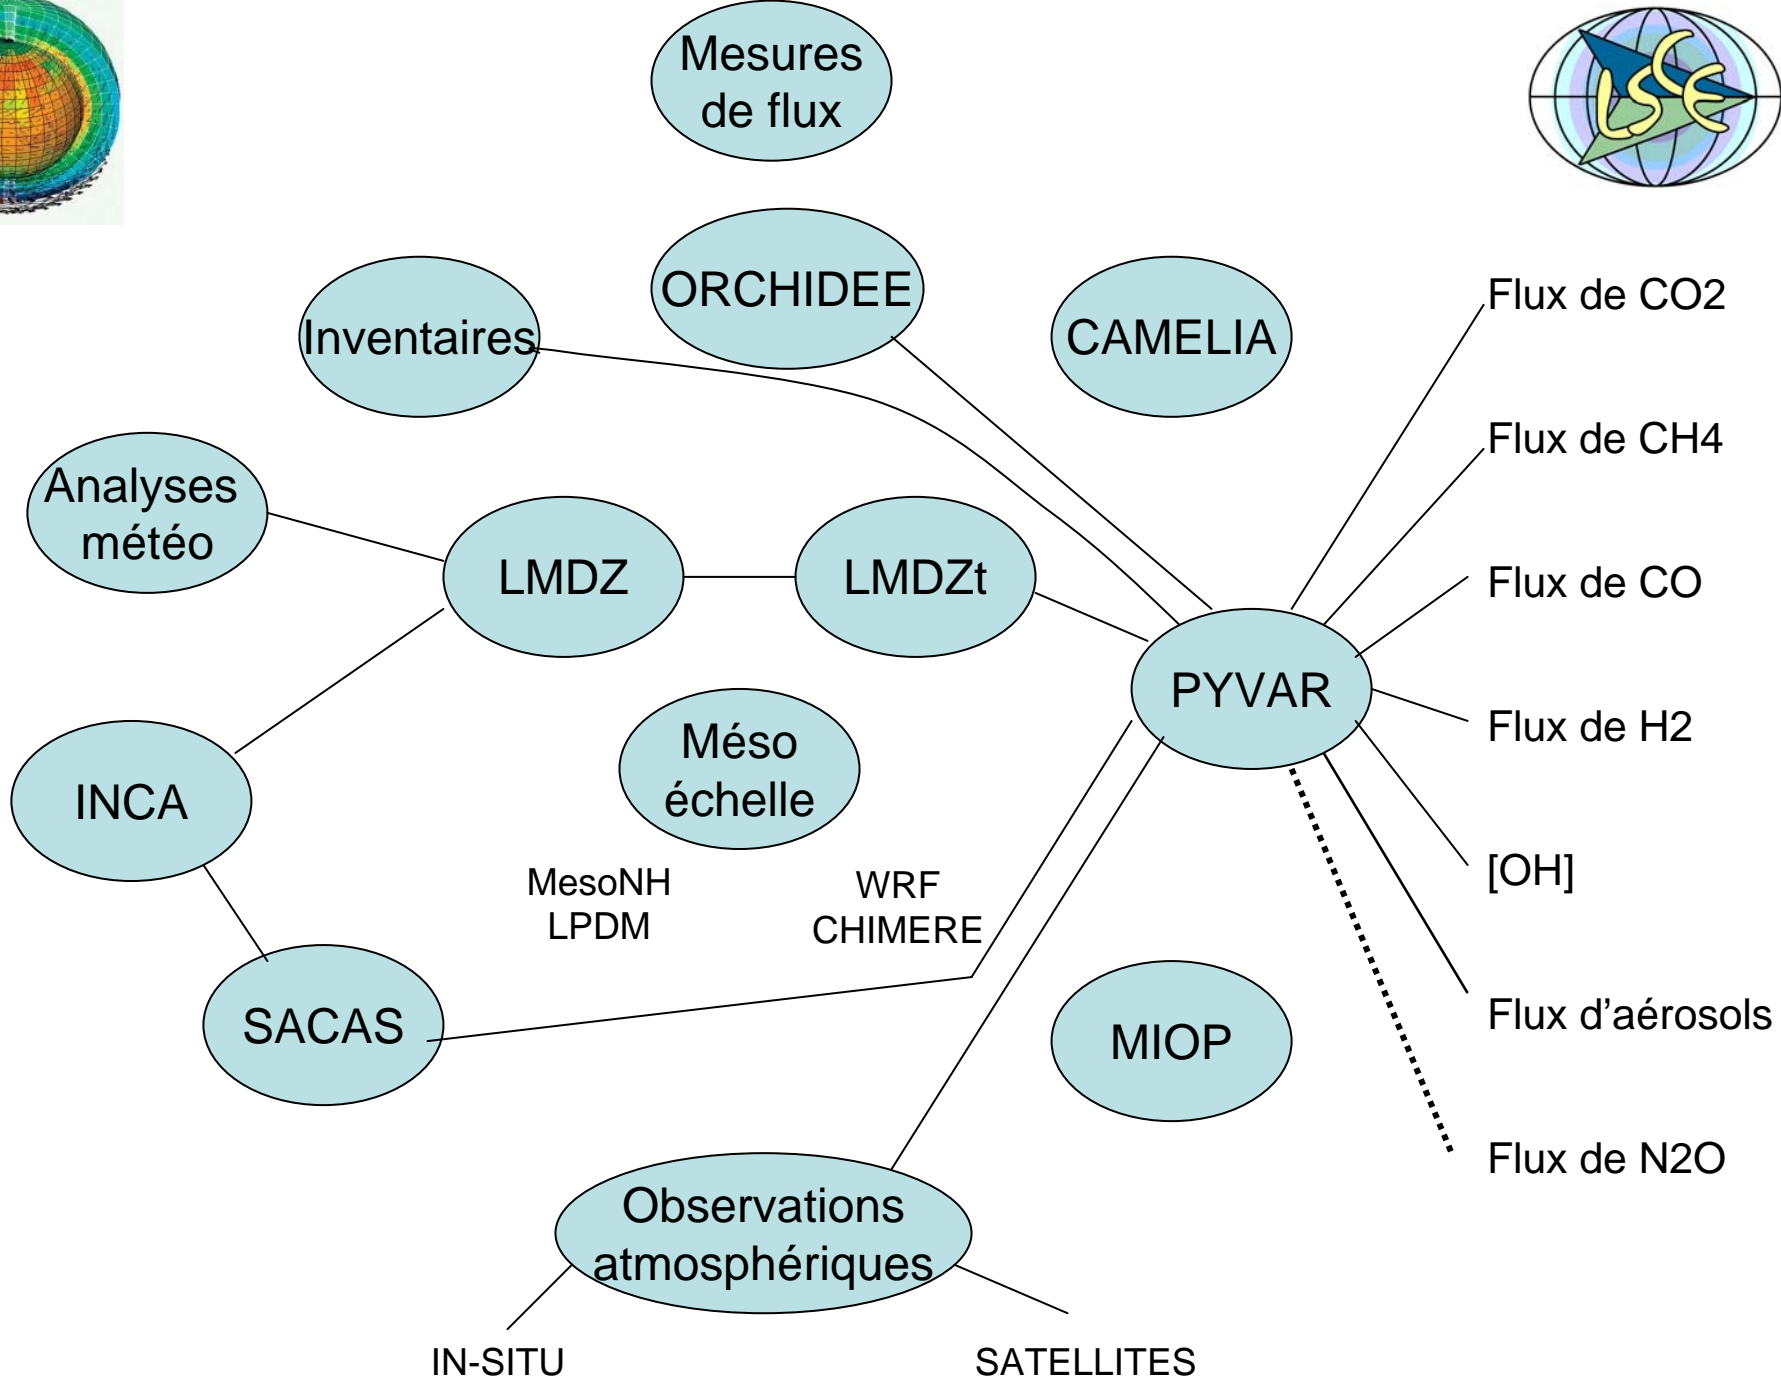 Mesures
de flux
LSCE
ORCHIDEE
Inventaires
CAMELIA
Flux de CO2
Flux de CH4
Analyses
météo
LMDZ
LMDZt
Flux de CO
PYVAR
Flux de H2
Méso
échelle
INCA
MesoNH
LPDM
WRF
CHIMERE
[OH]
SACAS
MIOP
Flux d’aérosols
Flux de N2O
Observations
atmosphériques
IN-SITU
SATELLITES